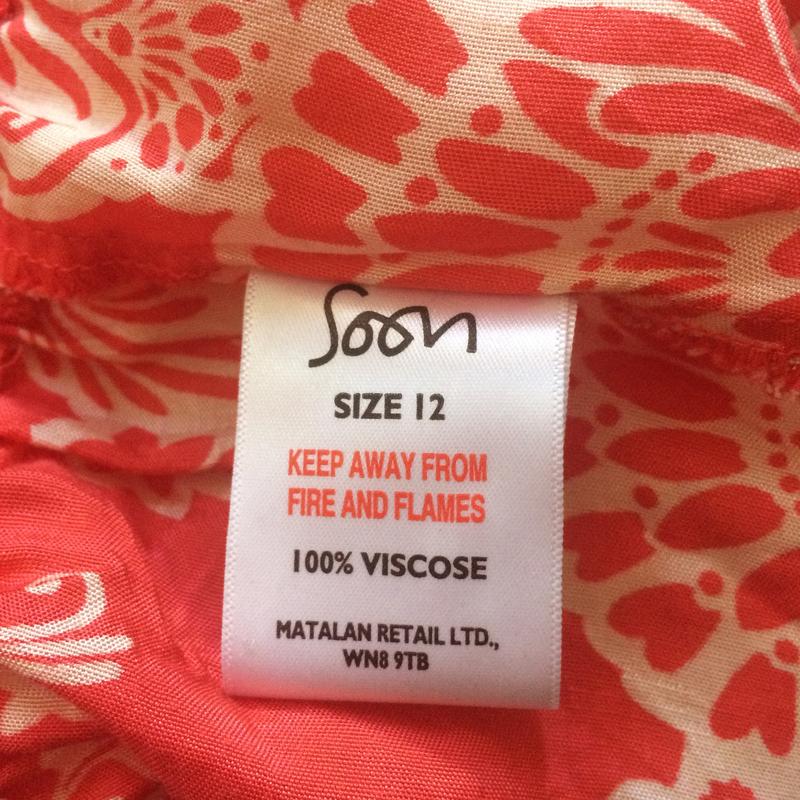 Soon
SIZE 12
KEEP AWAY FROM
FIRE AND FLAMES
100% VISCOSE
MATALAN RETAIL LTD.,
WN8 9TB